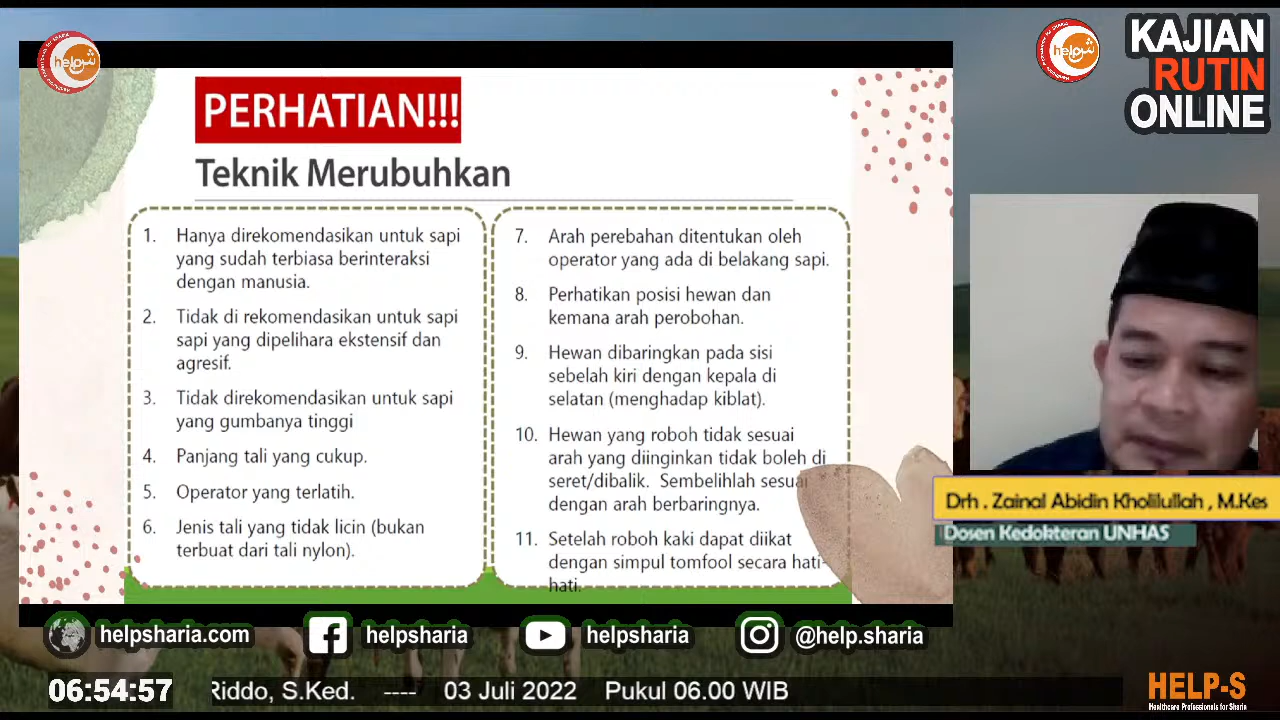 help
help
KAJIAN
RUTIN
ONLINE
PERHATIAN!!!
Teknik Merubuhkan
1. Hanya direkomendasikan untuk sapi
yang sudah terbiasa berinteraksi
dengan manusia.
2. Tidak di rekomendasikan untuk sapi
sapi yang dipelihara ekstensif dan
agresif.
3. Tidak direkomendasikan untuk sapi
yang gumbanya tinggi
4. Panjang tali yang cukup.
5. Operator yang terlatih.
6. Jenis tali yang tidak licin (bukan
terbuat dari tali nylon).
7. Arah perebahan ditentukan oleh
operator yang ada di belakang sapi.
8. Perhatikan posisi hewan dan
kemana arah perobohan.
9. Hewan dibaringkan pada sisi
sebelah kiri dengan kepala di
selatan (menghadap kiblat).
10. Hewan yang roboh tidak sesuai
arah yang diinginkan tidak boleh di
seret/dibalik. Sembelihlah sesuai
dengan arah berbaringnya.
11. Setelah roboh kaki dapat diikat
dengan simpul tomfool secara hati-
hati.
Drh . Zainal Abidin Kholilullah , M.Kes
Dosen Kedokteran UNHAS
helpsharia.com
helpsharia
helpsharia
@help.sharia
06:54:57
Riddo, S.Ked. ---- 03 Juli 2022 Pukul 06.00 WIB
HELP-S
Healthcare Professionals for Sharia